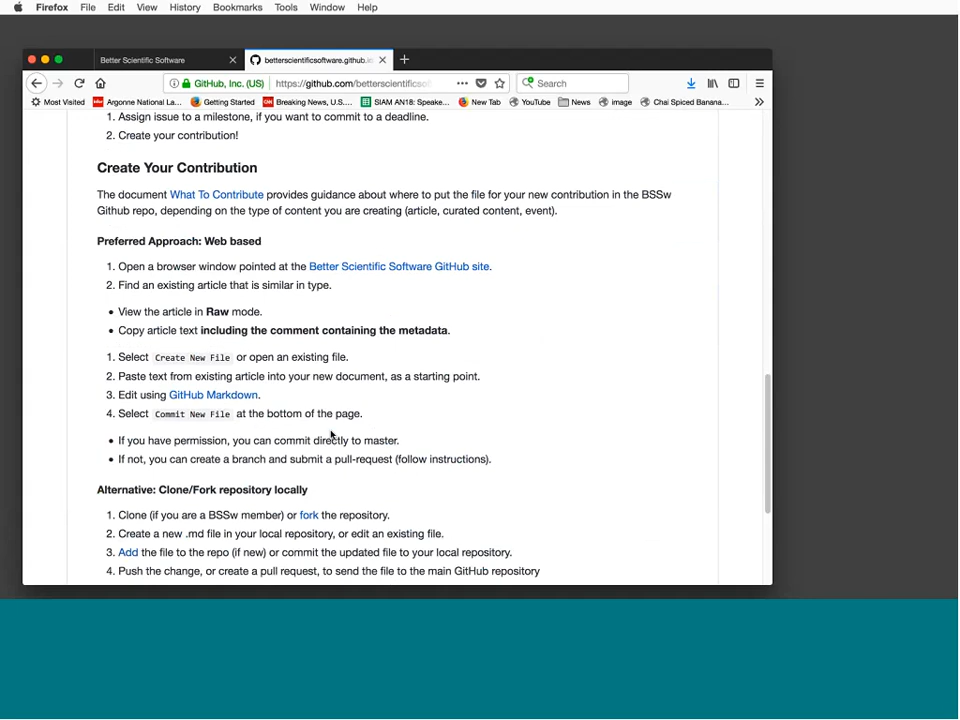 Firefox File Edit View History Bookmarks Tools Window Help
Better Scientific Software
betterscientificsoftware.github.i
GitHub, Inc. (US)
https://github.com/betterscientificso
Search
Most Visited
Argonne National La...
Getting Started
Breaking News, U.S....
SIAM AN18: Speake...
New Tab
YouTube
News
image
Chai Spiced Banana...
1. Assign issue to a milestone, if you want to commit to a deadline.
2. Create your contribution!
Create Your Contribution
The document What To Contribute provides guidance about where to put the file for your new contribution in the BSSw
Github repo, depending on the type of content you are creating (article, curated content, event).
Preferred Approach: Web based
1. Open a browser window pointed at the Better Scientific Software GitHub site.
2. Find an existing article that is similar in type.
• View the article in Raw mode.
• Copy article text including the comment containing the metadata.
1. Select Create New File or open an existing file.
2. Paste text from existing article into your new document, as a starting point.
3. Edit using GitHub Markdown.
4. Select Commit New File at the bottom of the page.
• If you have permission, you can commit directly to master.
• If not, you can create a branch and submit a pull-request (follow instructions).
Alternative: Clone/Fork repository locally
1. Clone (if you are a BSSw member) or fork the repository.
2. Create a new .md file in your local repository, or edit an existing file.
3. Add the file to the repo (if new) or commit the updated file to your local repository.
4. Push the change, or create a pull request, to send the file to the main GitHub repository